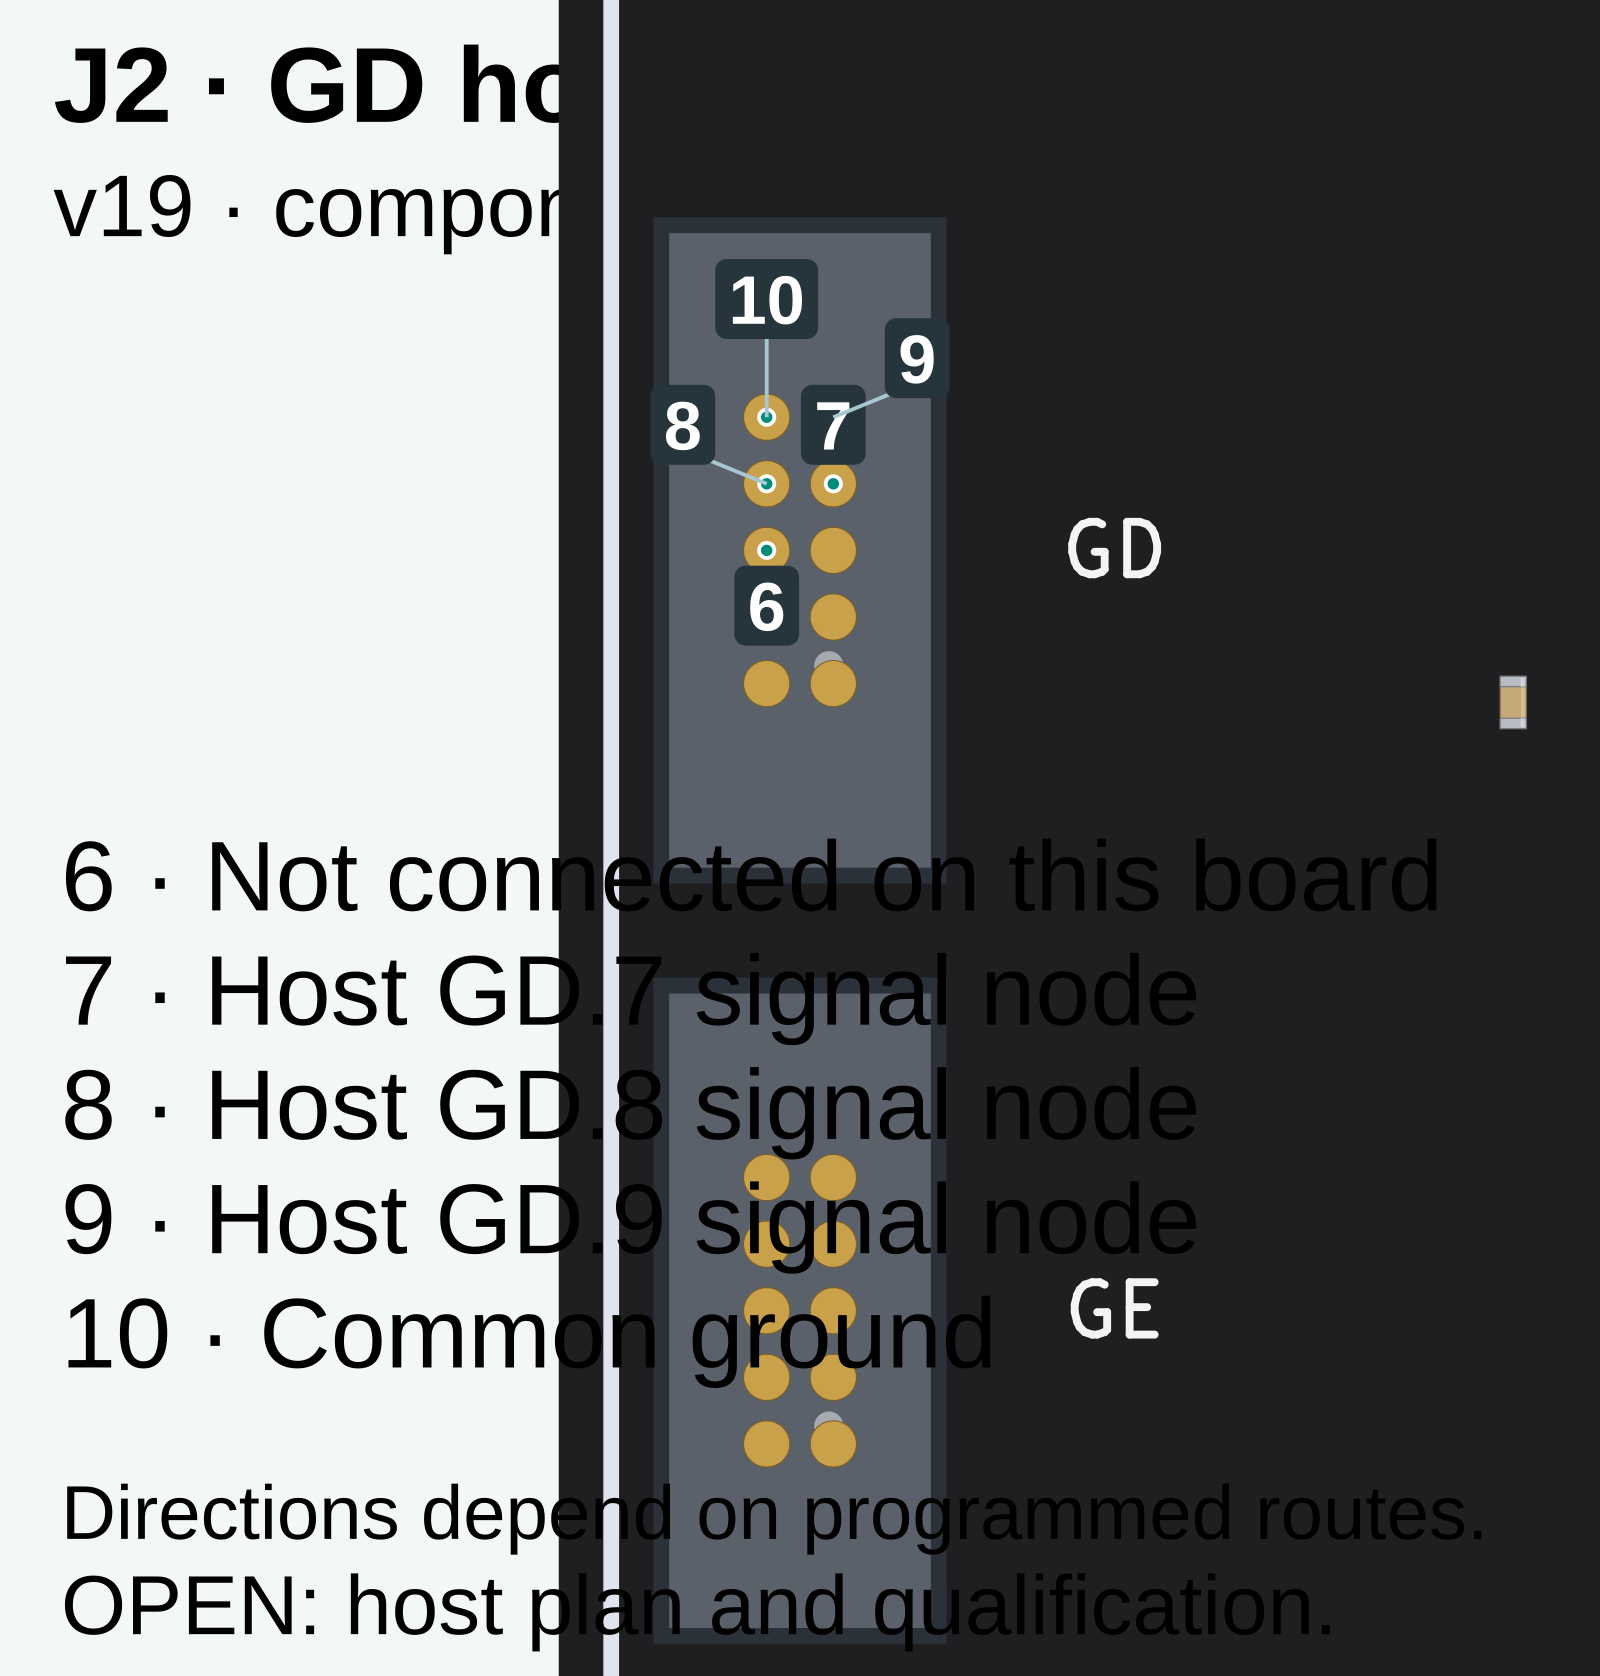 J2 · GD ho
v19 · compon
10
9
8
7
6
GD
6 · Not connected on this board
7 · Host GD.7 signal node
8 · Host GD.8 signal node
9 · Host GD.9 signal node
10 · Common ground
GE
Directions depend on programmed routes.
OPEN: host plan and qualification.